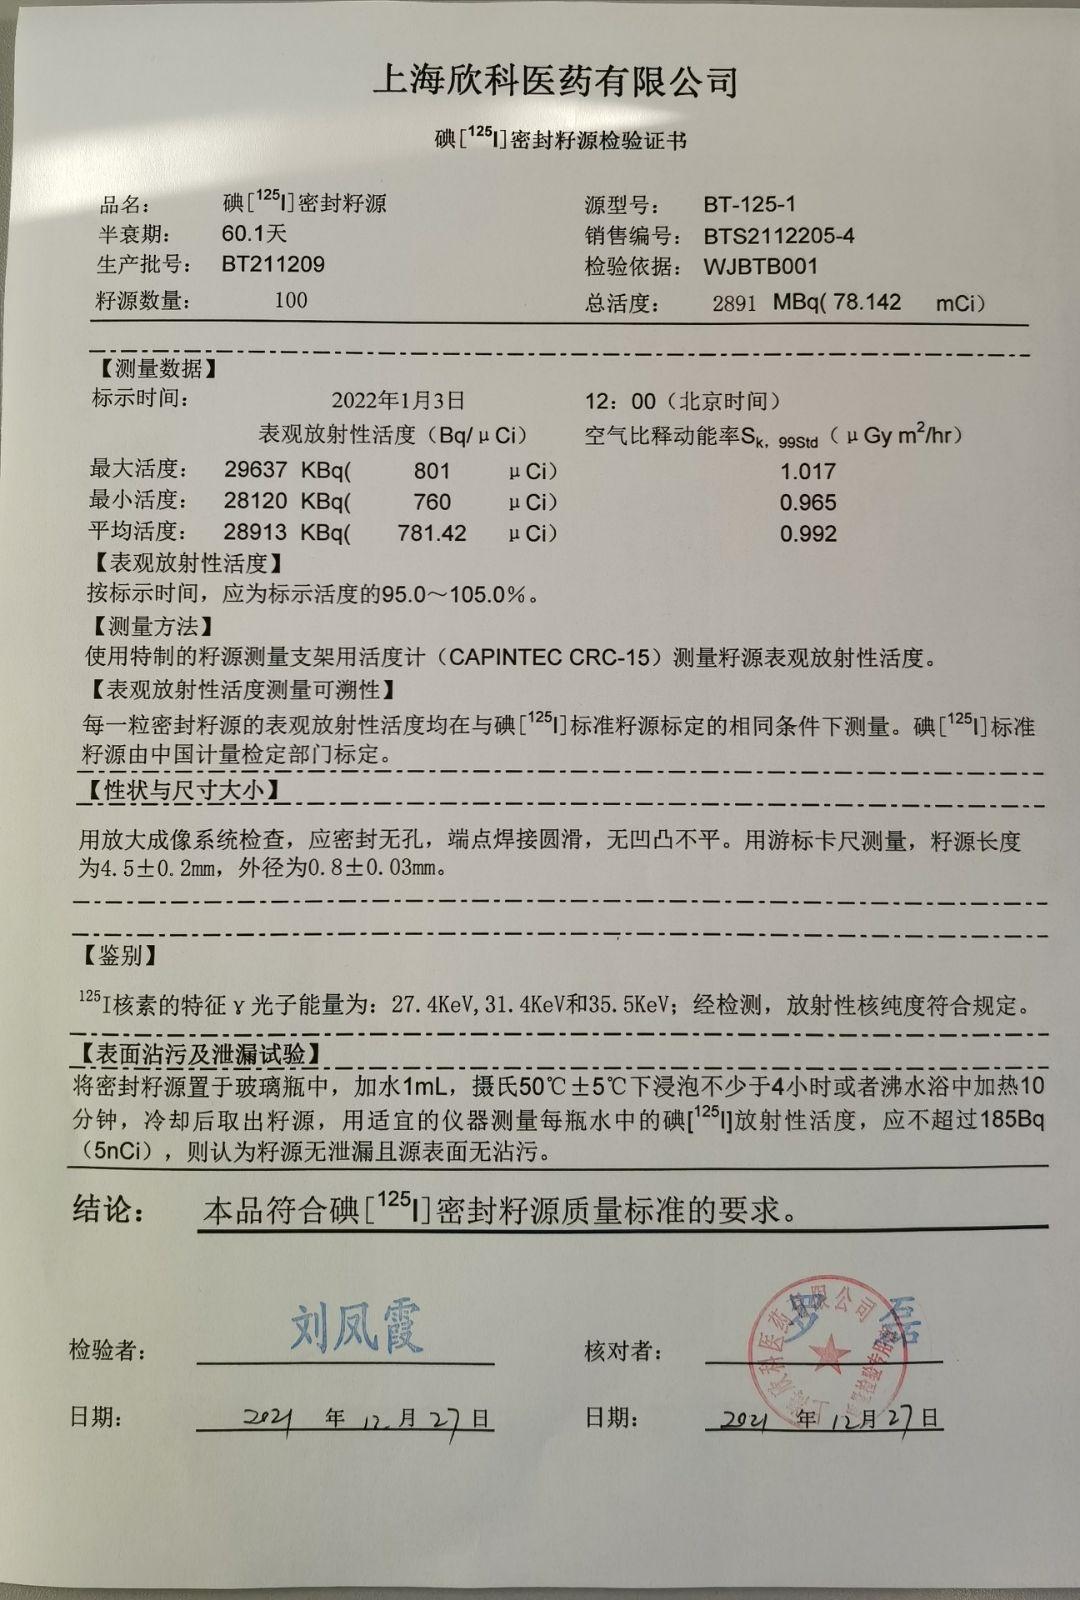 上海欣科医药有限公司
碘[¹²⁵I]密封籽源检验证书
品名： 碘[¹²⁵I]密封籽源 源型号： BT-125-1
半衰期： 60.1天 销售编号： BTS2112205-4
生产批号： BT211209 检验依据： WJBTB001
籽源数量： 100 总活度： 2891 MBq( 78.142 mCi）
【测量数据】
标示时间： 2022年1月3日 12：00（北京时间）
表观放射性活度（Bq/μCi） 空气比释动能率Sk，99Std（μGy m²/hr）
最大活度： 29637 KBq( 801 μCi） 1.017
最小活度： 28120 KBq( 760 μCi） 0.965
平均活度： 28913 KBq( 781.42 μCi） 0.992
【表观放射性活度】
按标示时间，应为标示活度的95.0～105.0%。
【测量方法】
使用特制的籽源测量支架用活度计（CAPINTEC CRC-15）测量籽源表观放射性活度。
【表观放射性活度测量可溯性】
每一粒密封籽源的表观放射性活度均在与碘[¹²⁵I]标准籽源标定的相同条件下测量。碘[¹²⁵I]标准
籽源由中国计量检定部门标定。
【性状与尺寸大小】
用放大成像系统检查，应密封无孔，端点焊接圆滑，无凹凸不平。用游标卡尺测量，籽源长度
为4.5±0.2mm，外径为0.8±0.03mm。
【鉴别】
¹²⁵I核素的特征γ光子能量为：27.4KeV,31.4KeV和35.5KeV；经检测，放射性核纯度符合规定。
【表面沾污及泄漏试验】
将密封籽源置于玻璃瓶中，加水1mL，摄氏50℃±5℃下浸泡不少于4小时或者沸水浴中加热10
分钟，冷却后取出籽源，用适宜的仪器测量每瓶水中的碘[¹²⁵I]放射性活度，应不超过185Bq
（5nCi），则认为籽源无泄漏且源表面无沾污。
结论： 本品符合碘[¹²⁵I]密封籽源质量标准的要求。
检验者： 刘凤霞 核对者： 罗磊
上海欣科医药有限公司
质量检验专用章
日期： 2021 年 12 月 27 日 日期： 2021 年 12 月 27 日